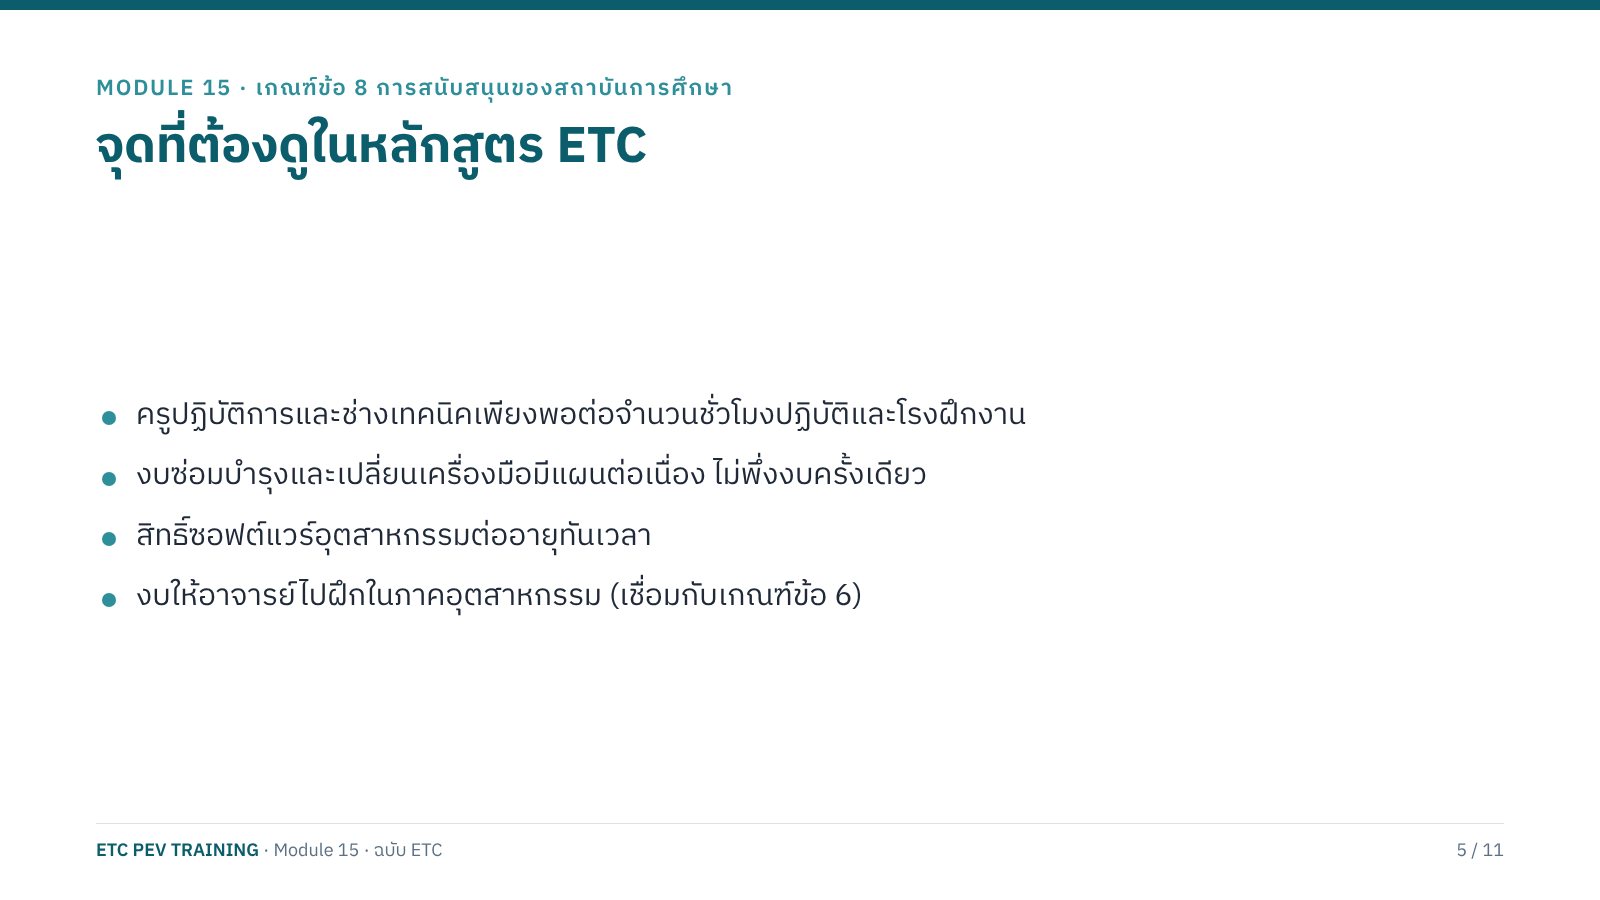 MODULE 15 · เกณฑ์ข้อ 8 การสนับสนุนของสถาบันการศึกษา
จุดที่ต้องดูในหลักสูตร ETC
ครูปฏิบัติการและช่างเทคนิคเพียงพอต่อจำนวนชั่วโมงปฏิบัติและโรงฝึกงาน
งบซ่อมบำรุงและเปลี่ยนเครื่องมือมีแผนต่อเนื่อง ไม่พึ่งงบครั้งเดียว
สิทธิ์ซอฟต์แวร์อุตสาหกรรมต่ออายุทันเวลา
งบให้อาจารย์ไปฝึกในภาคอุตสาหกรรม (เชื่อมกับเกณฑ์ข้อ 6)
ETC PEV TRAINING · Module 15 · ฉบับ ETC
5 / 11